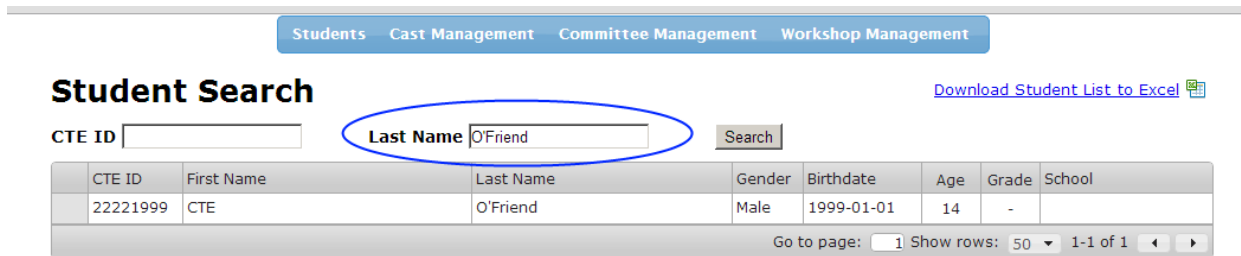 Students Cast Management Committee Management Workshop Management
Student Search
Download Student List to Excel
CTE ID Last Name O'Friend Search
CTE ID First Name Last Name Gender Birthdate Age Grade School
22221999 CTE O'Friend Male 1999-01-01 14 -
Go to page: 1 Show rows: 50 1-1 of 1